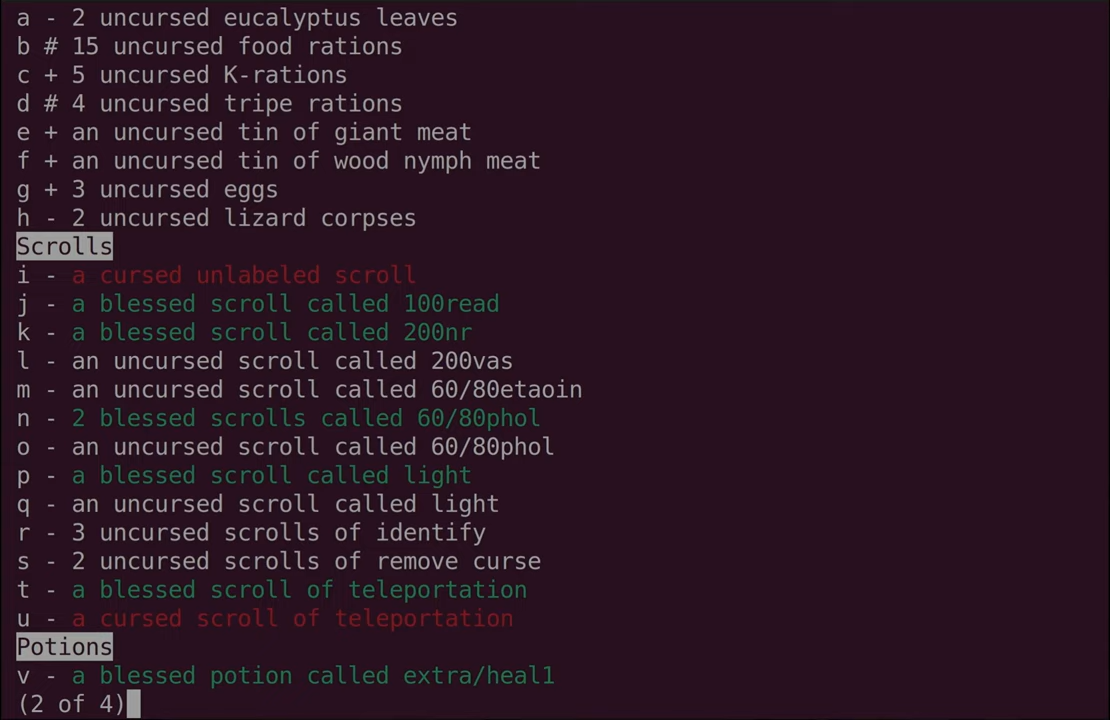 a - 2 uncursed eucalyptus leaves
b # 15 uncursed food rations
c + 5 uncursed K-rations
d # 4 uncursed tripe rations
e + an uncursed tin of giant meat
f + an uncursed tin of wood nymph meat
g + 3 uncursed eggs
h - 2 uncursed lizard corpses
Scrolls
i - a cursed unlabeled scroll
j - a blessed scroll called 100read
k - a blessed scroll called 200nr
l - an uncursed scroll called 200vas
m - an uncursed scroll called 60/80etaoin
n - 2 blessed scrolls called 60/80phol
o - an uncursed scroll called 60/80phol
p - a blessed scroll called light
q - an uncursed scroll called light
r - 3 uncursed scrolls of identify
s - 2 uncursed scrolls of remove curse
t - a blessed scroll of teleportation
u - a cursed scroll of teleportation
Potions
v - a blessed potion called extra/heal1
(2 of 4)